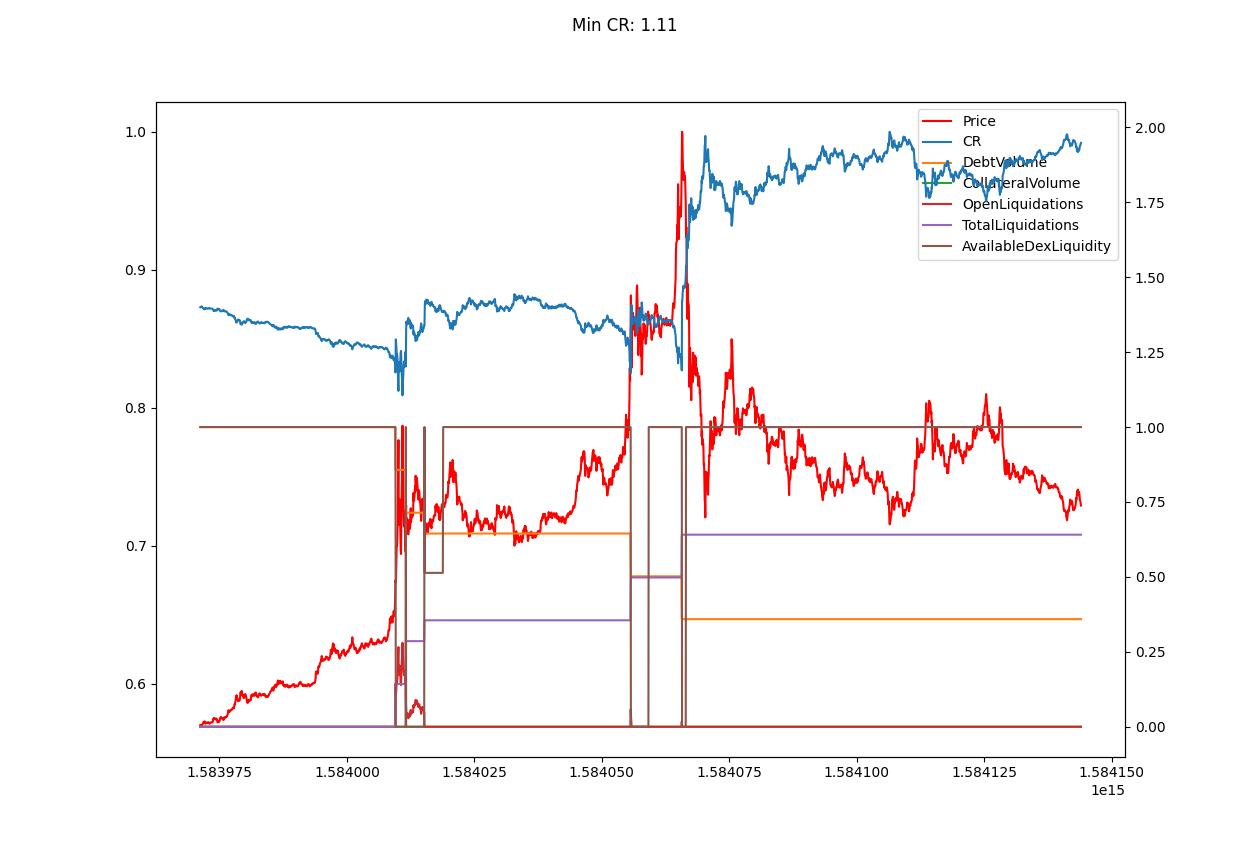 Min CR: 1.11
1.0
0.9
0.8
0.7
0.6
2.00
1.75
1.50
1.25
1.00
0.75
0.50
0.25
0.00
Price
CR
DebtVolume
CollateralVolume
OpenLiquidations
TotalLiquidations
AvailableDexLiquidity
1.583975 1.584000 1.584025 1.584050 1.584075 1.584100 1.584125 1.584150
1e15